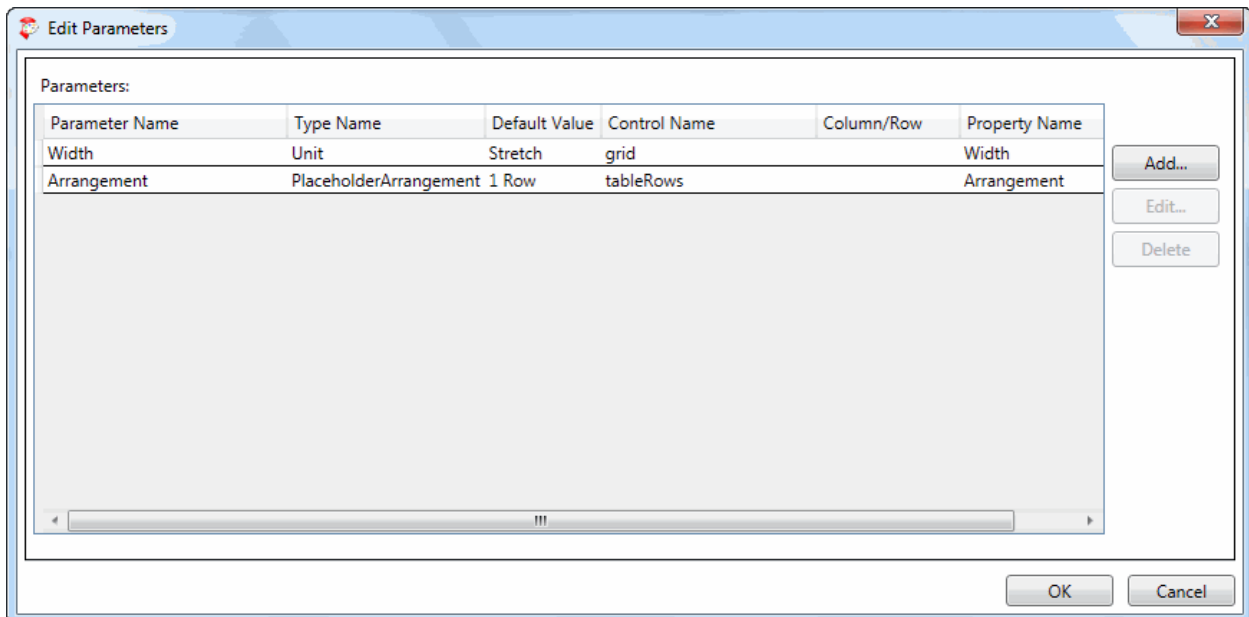 Edit Parameters
Parameters:
Parameter Name Type Name Default Value Control Name Column/Row Property Name
Width Unit Stretch grid Width
Arrangement PlaceholderArrangement 1 Row tableRows Arrangement
Add...
Edit...
Delete
OK Cancel